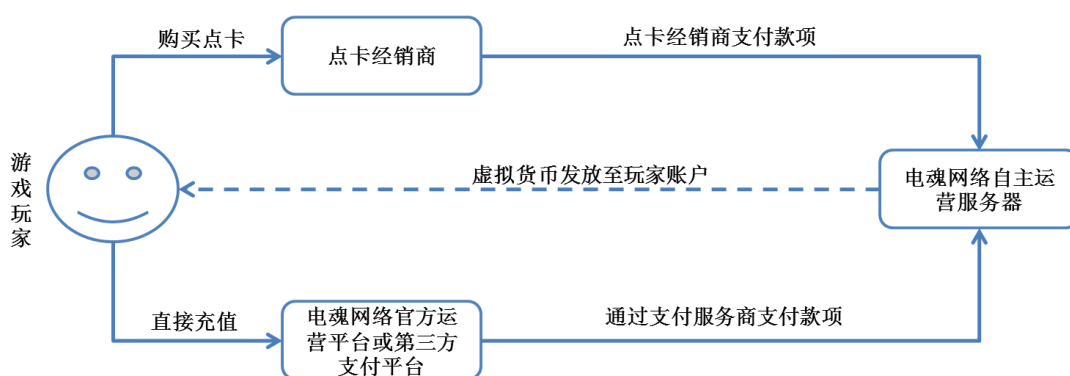 购买点卡
点卡经销商
点卡经销商支付款项
游
戏
玩
家
虚拟货币发放至玩家账户
电魂网络自主运
营服务器
直接充值
电魂网络官方运
营平台或第三方
支付平台
通过支付服务商支付款项